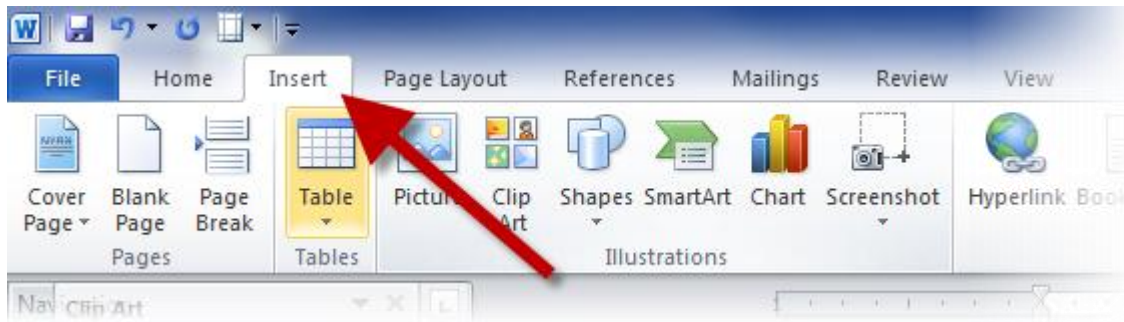 W
File Home Insert Page Layout References Mailings Review View
Cover Blank Page Table Picture Clip Shapes SmartArt Chart Screenshot Hyperlink
Page Page Break Art
Pages Tables Illustrations
Clip Art
1